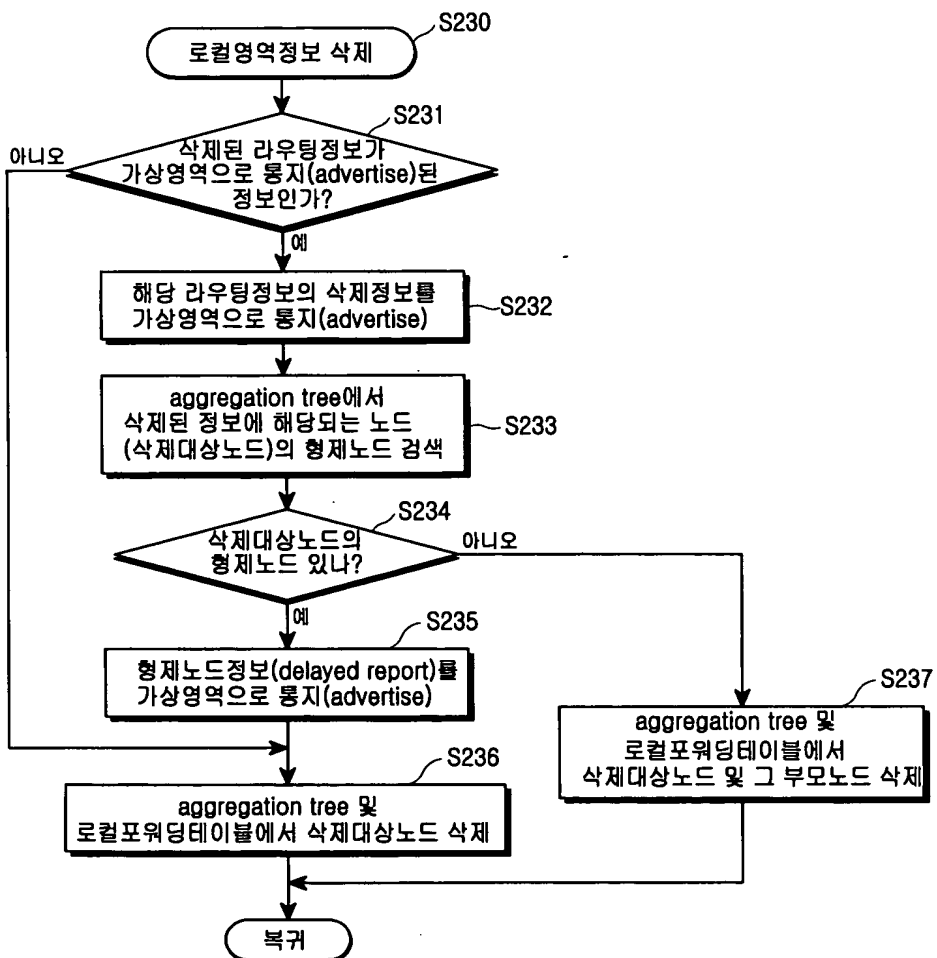 S230
로컬영역정보 삭제
S231
아니오
삭제된 라우팅정보가
가상영역으로 통지(advertise)된
정보인가?
예
해당 라우팅정보의 삭제정보를
가상영역으로 통지(advertise)
S232
aggregation tree에서
삭제된 정보에 해당되는 노드
(삭제대상노드)의 형제노드 검색
S233
S234
삭제대상노드의
형제노드 있나?
아니오
예
S235
형제노드정보(delayed report)를
가상영역으로 통지(advertise)
S237
aggregation tree 및
로컬포워딩테이블에서
삭제대상노드 및 그 부모노드 삭제
S236
aggregation tree 및
로컬포워딩테이블에서 삭제대상노드 삭제
복귀